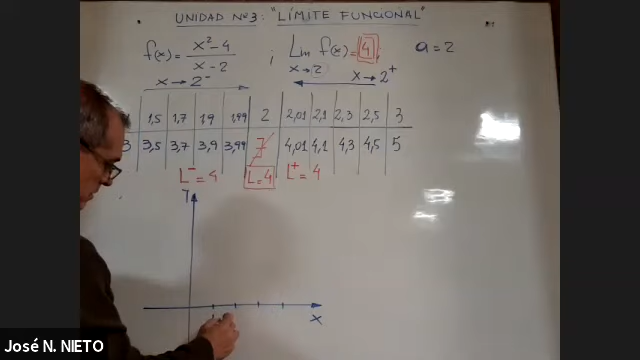 UNIDAD Nº3: "LÍMITE FUNCIONAL"
f(x) = x²-4 / x-2 ; Lím f(x) = 4 a = 2
x→2
x→2⁻ x→2⁺
1,5 1,7 1,9 1,99 2 2,01 2,1 2,3 2,5 3
3 3,5 3,7 3,9 3,99 ∄ 4,01 4,1 4,3 4,5 5
L⁻ = 4 L = 4 L⁺ = 4
x
José N. NIETO